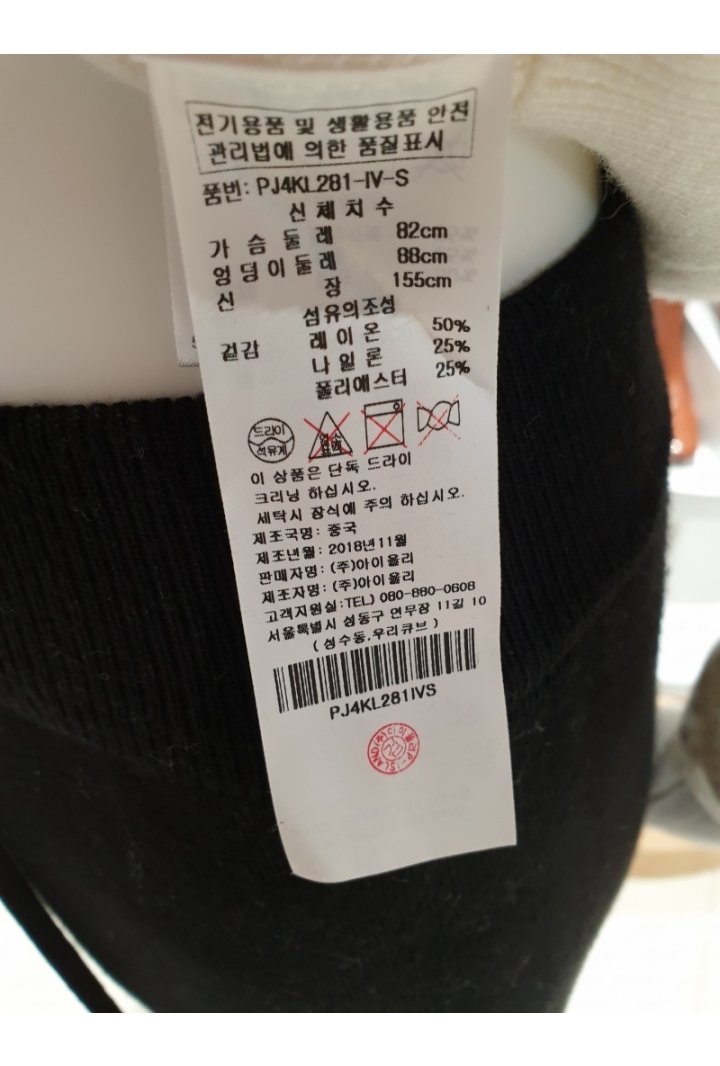 전기용품 및 생활용품 안전
관리법에 의한 품질표시
품번: PJ4KL281-IV-S
신체치수
가슴둘레 82cm
엉덩이둘레 88cm
신장 155cm
섬유의조성
겉감 레이온 50%
나일론 25%
폴리에스터 25%
드라이
석유계
염소
표백
이 상품은 단독 드라이
크리닝 하십시오.
세탁시 장식에 주의 하십시오.
제조국명: 중국
제조년월: 2018년11월
판매자명: (주)아이올리
제조자명: (주)아이올리
고객지원실:TEL) 080-880-0608
서울특별시 성동구 연무장 11길 10
(성수동,우리큐브)
PJ4KL281IVS